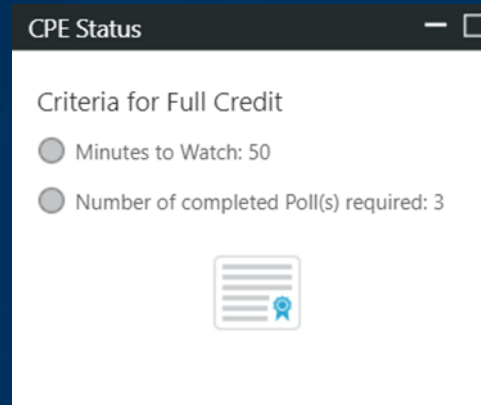 CPE Status
Criteria for Full Credit
Minutes to Watch: 50
Number of completed Poll(s) required: 3